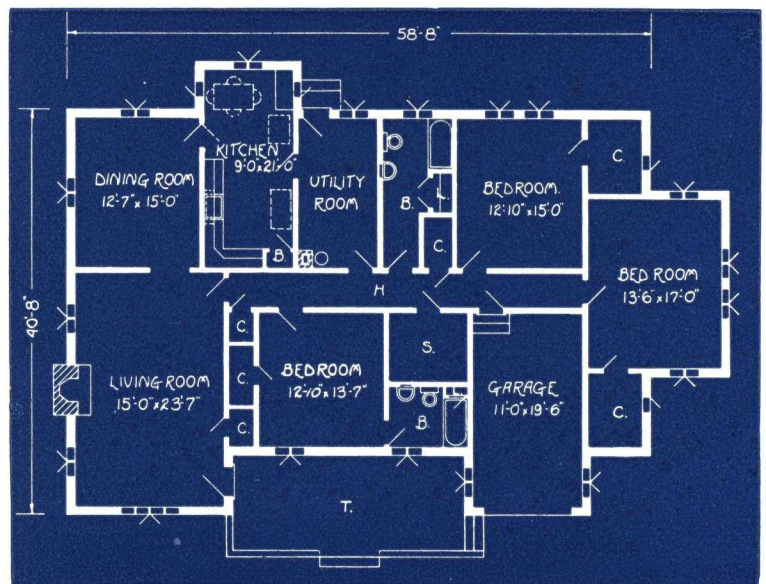 58'-8"
KITCHEN
9'-0"x21'-0"
DINING ROOM
12'-7"x 15'-0"
UTILITY
ROOM
B.
L.
BEDROOM.
12'-10"x15'-0"
C.
C.
B.
H
BED ROOM
13'-6"x17'-0"
40'-8"
C.
C.
C.
LIVING ROOM
15'-0"x23'-7"
BEDROOM
12'-10"x13'-7"
S.
B.
GARAGE
11'-0"x19'-6"
C.
T.